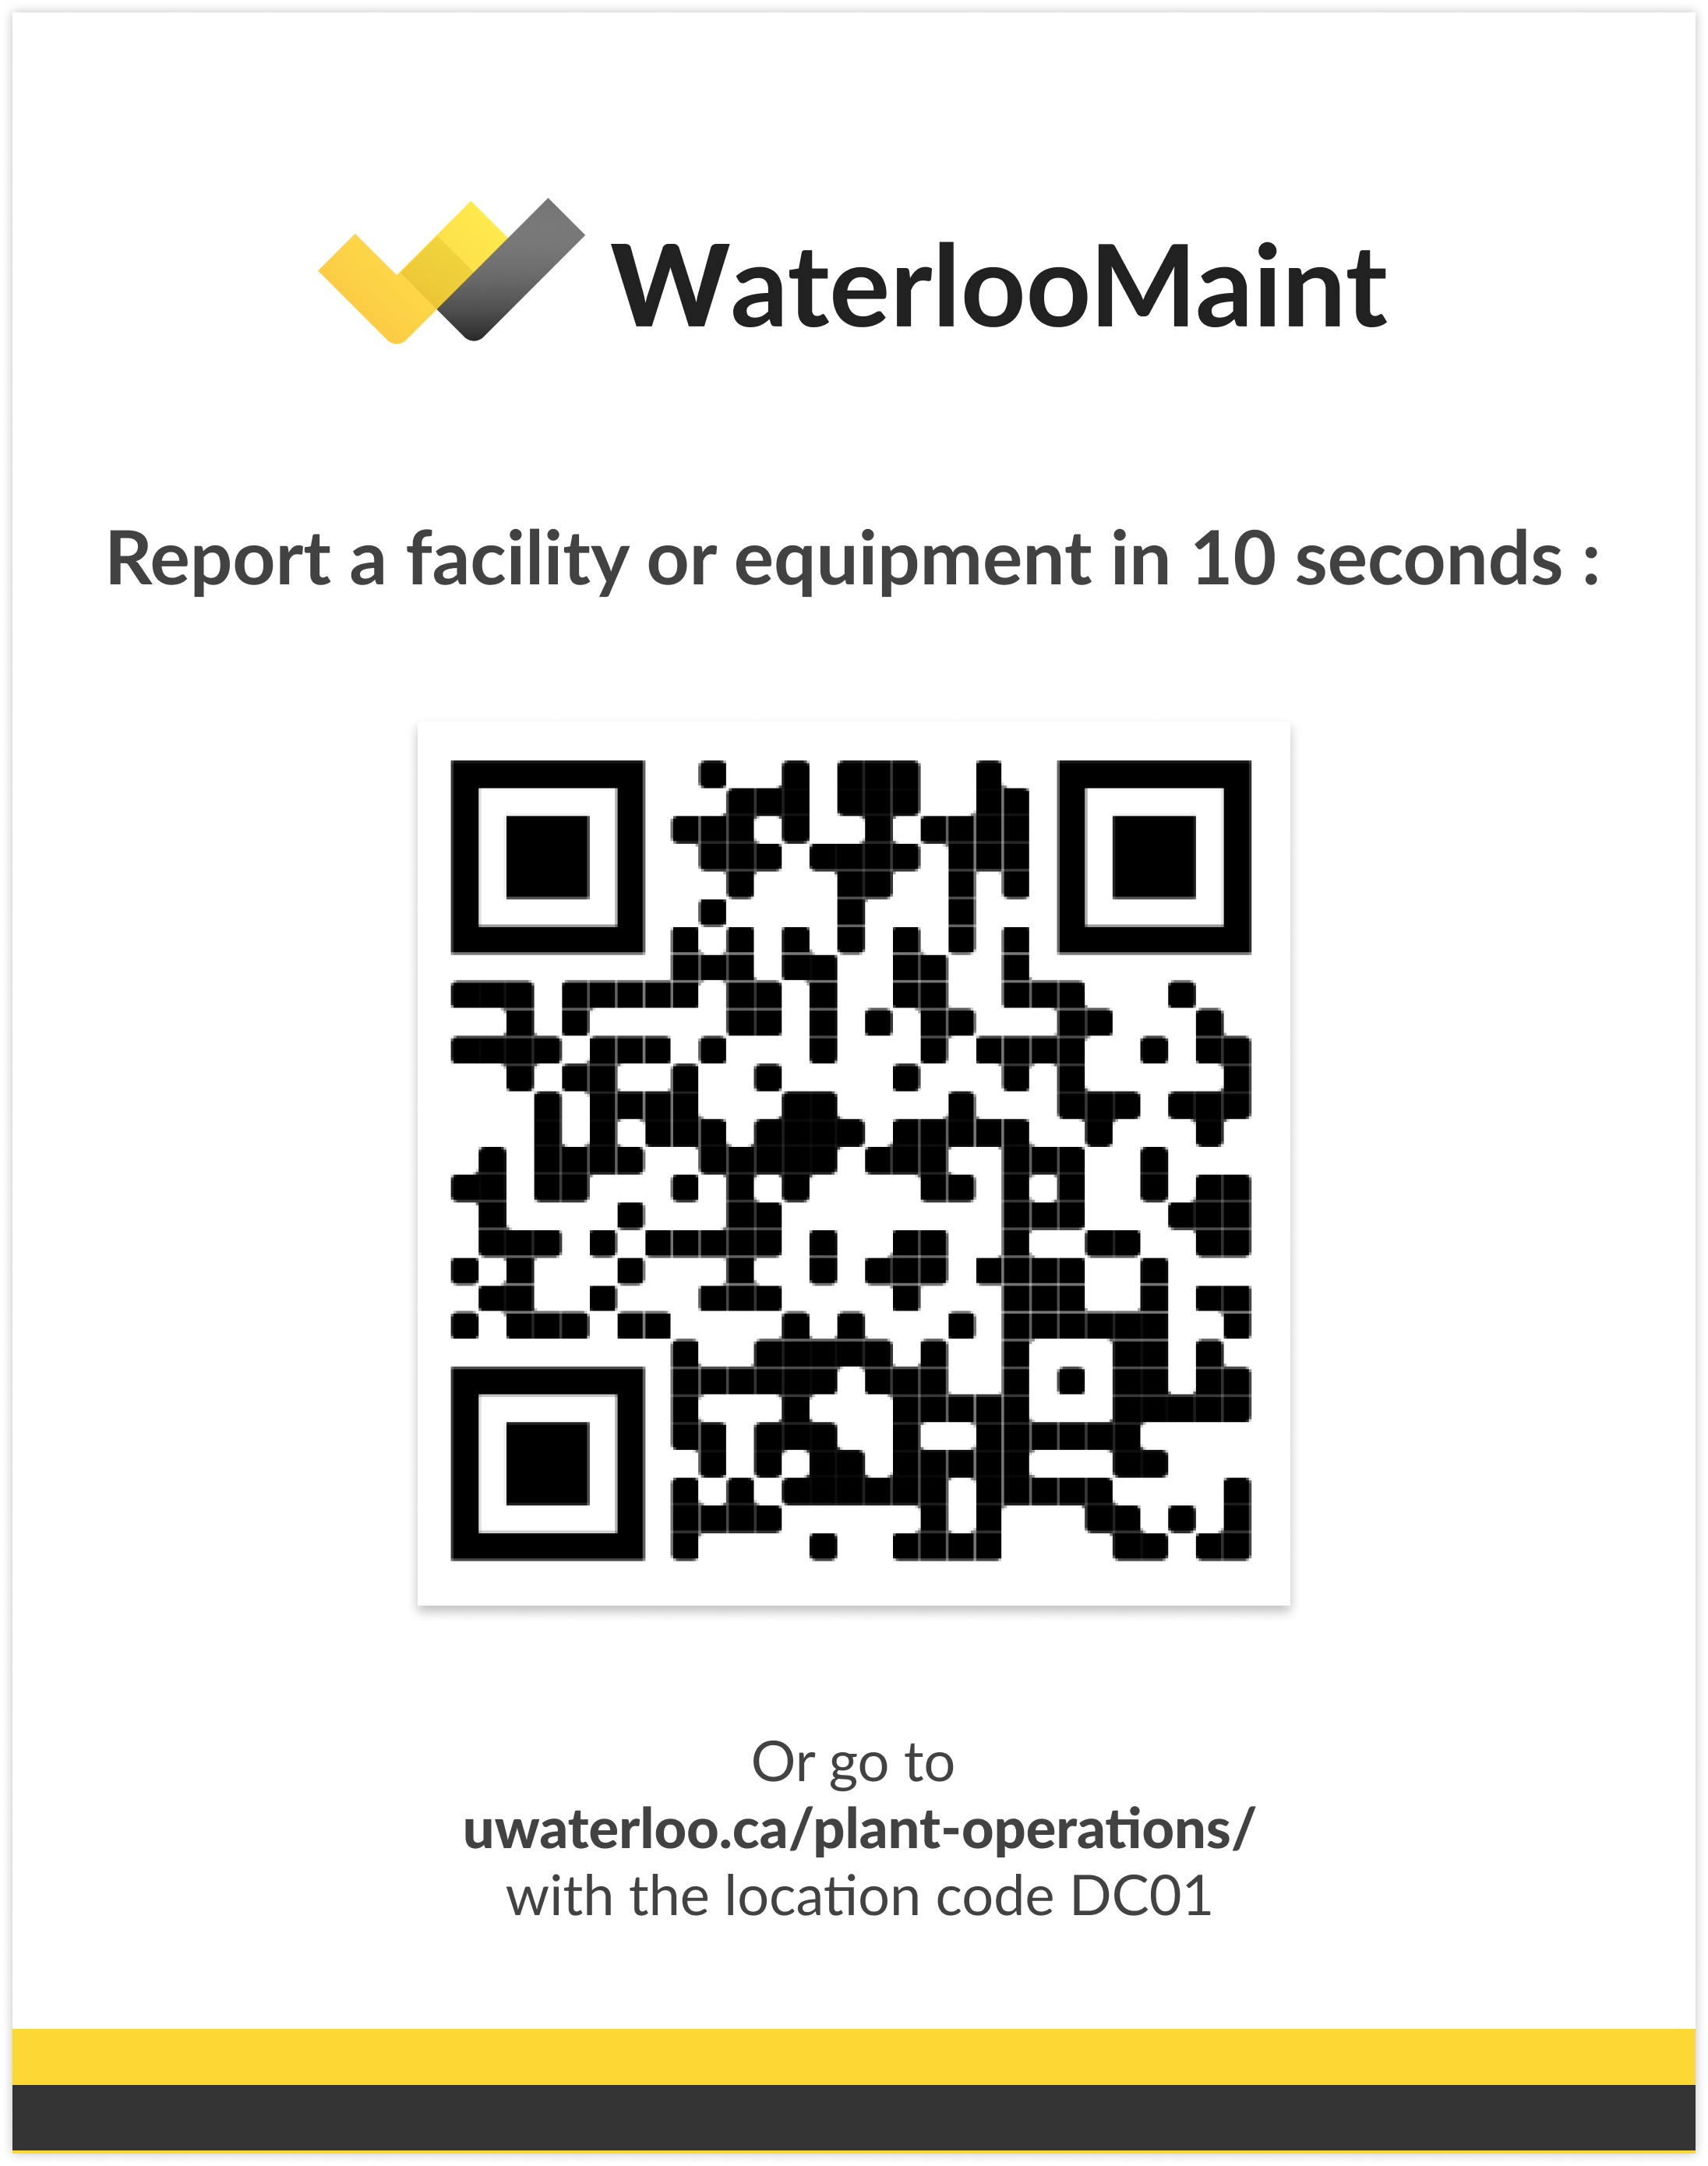 WaterlooMaint
Report a facility or equipment in 10 seconds :
Or go to
uwaterloo.ca/plant-operations/
with the location code DC01